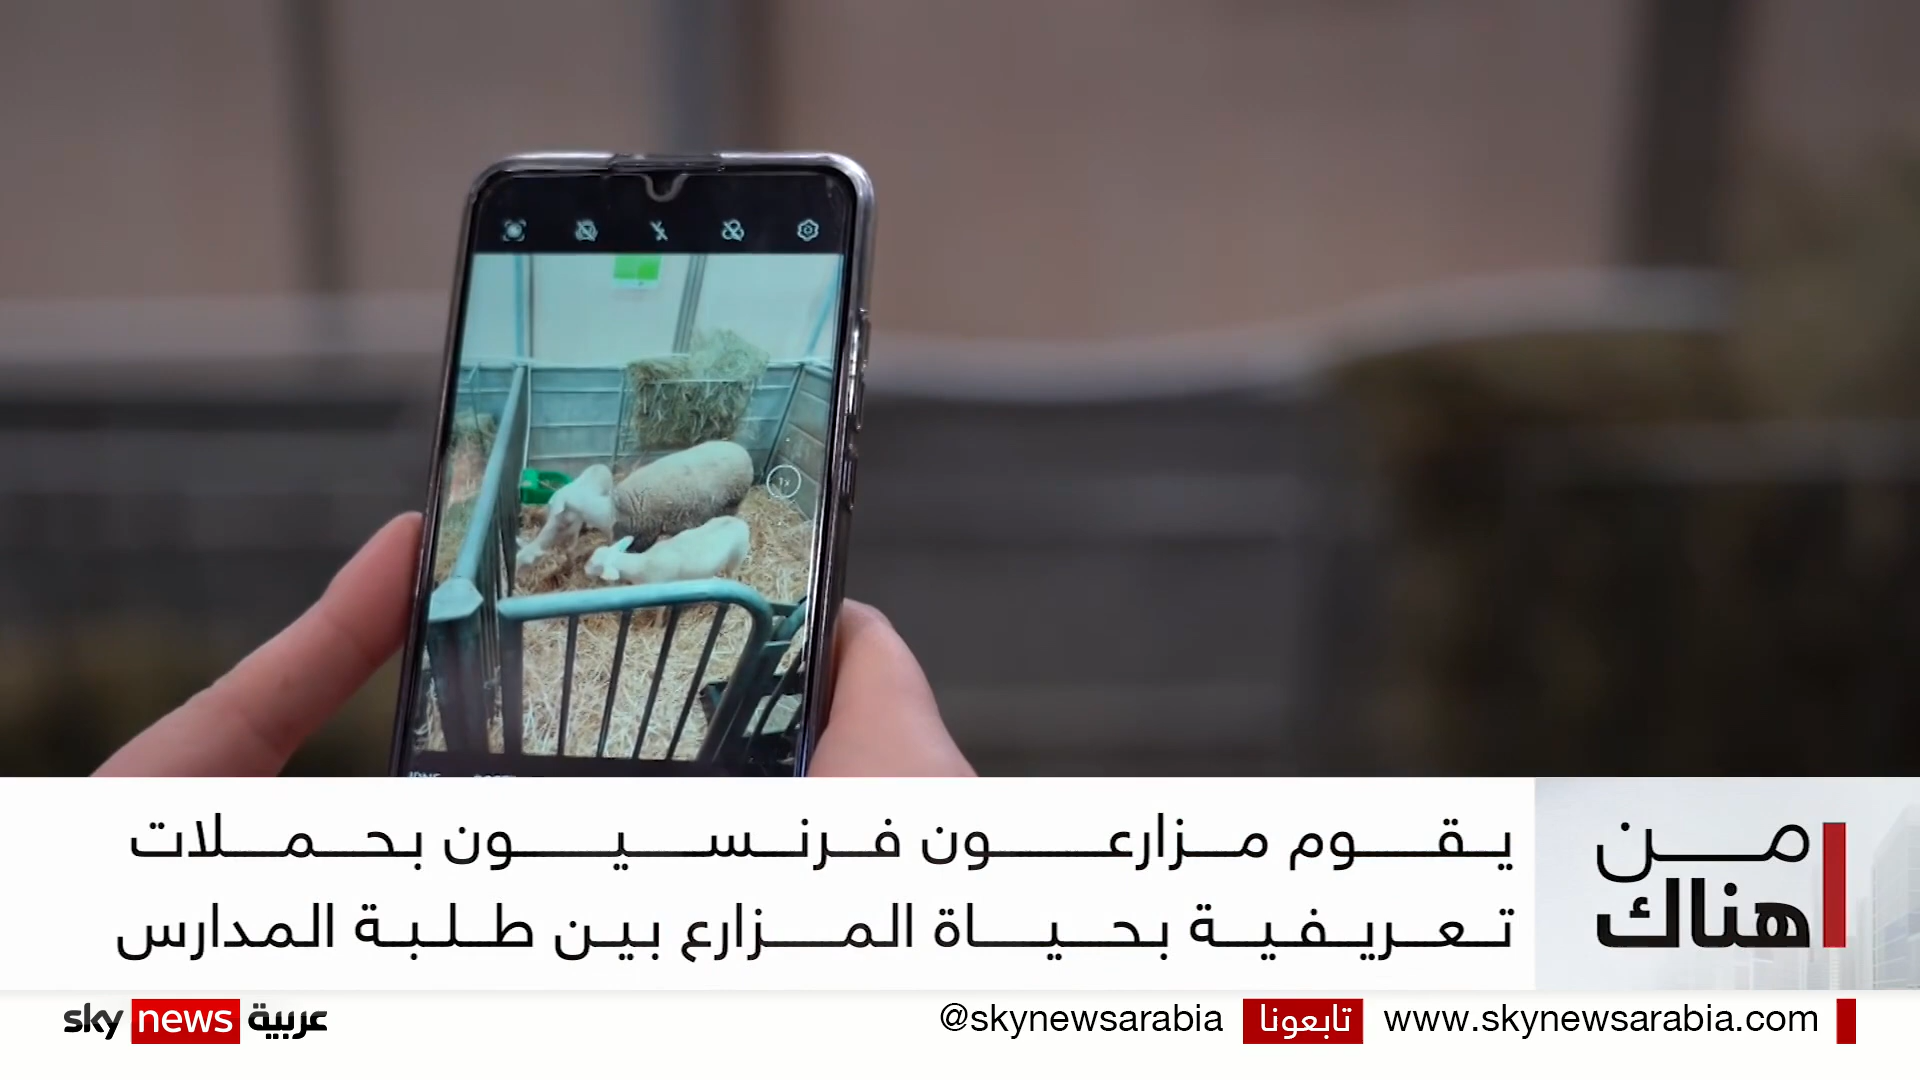 1x
يقوم مزارعون فرنسيون بحملات
تعريفية بحياة المزارع بين طلبة المدارس
من
هناك
sky news عربية
@skynewsarabia تابعونا www.skynewsarabia.com